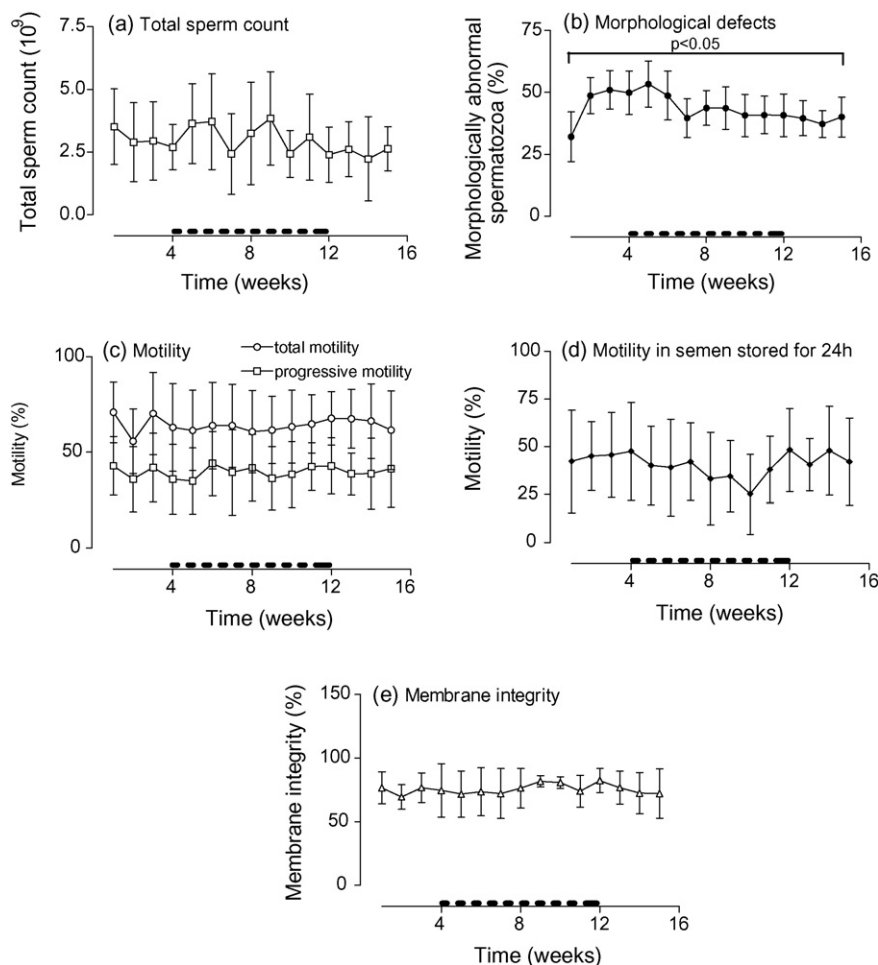 (a) Total sperm count
Total sperm count (10⁹)
7.5
5.0
2.5
0.0
4
8
12
16
Time (weeks)
(b) Morphological defects
p<0.05
Morphologically abnormal
spermatozoa (%)
75
50
25
0
4
8
12
16
Time (weeks)
(c) Motility
total motility
progressive motility
Motility (%)
100
50
0
4
8
12
16
Time (weeks)
(d) Motility in semen stored for 24h
Motility (%)
100
75
50
25
0
4
8
12
16
Time (weeks)
(e) Membrane integrity
Membrane integrity (%)
150
100
50
0
4
8
12
16
Time (weeks)